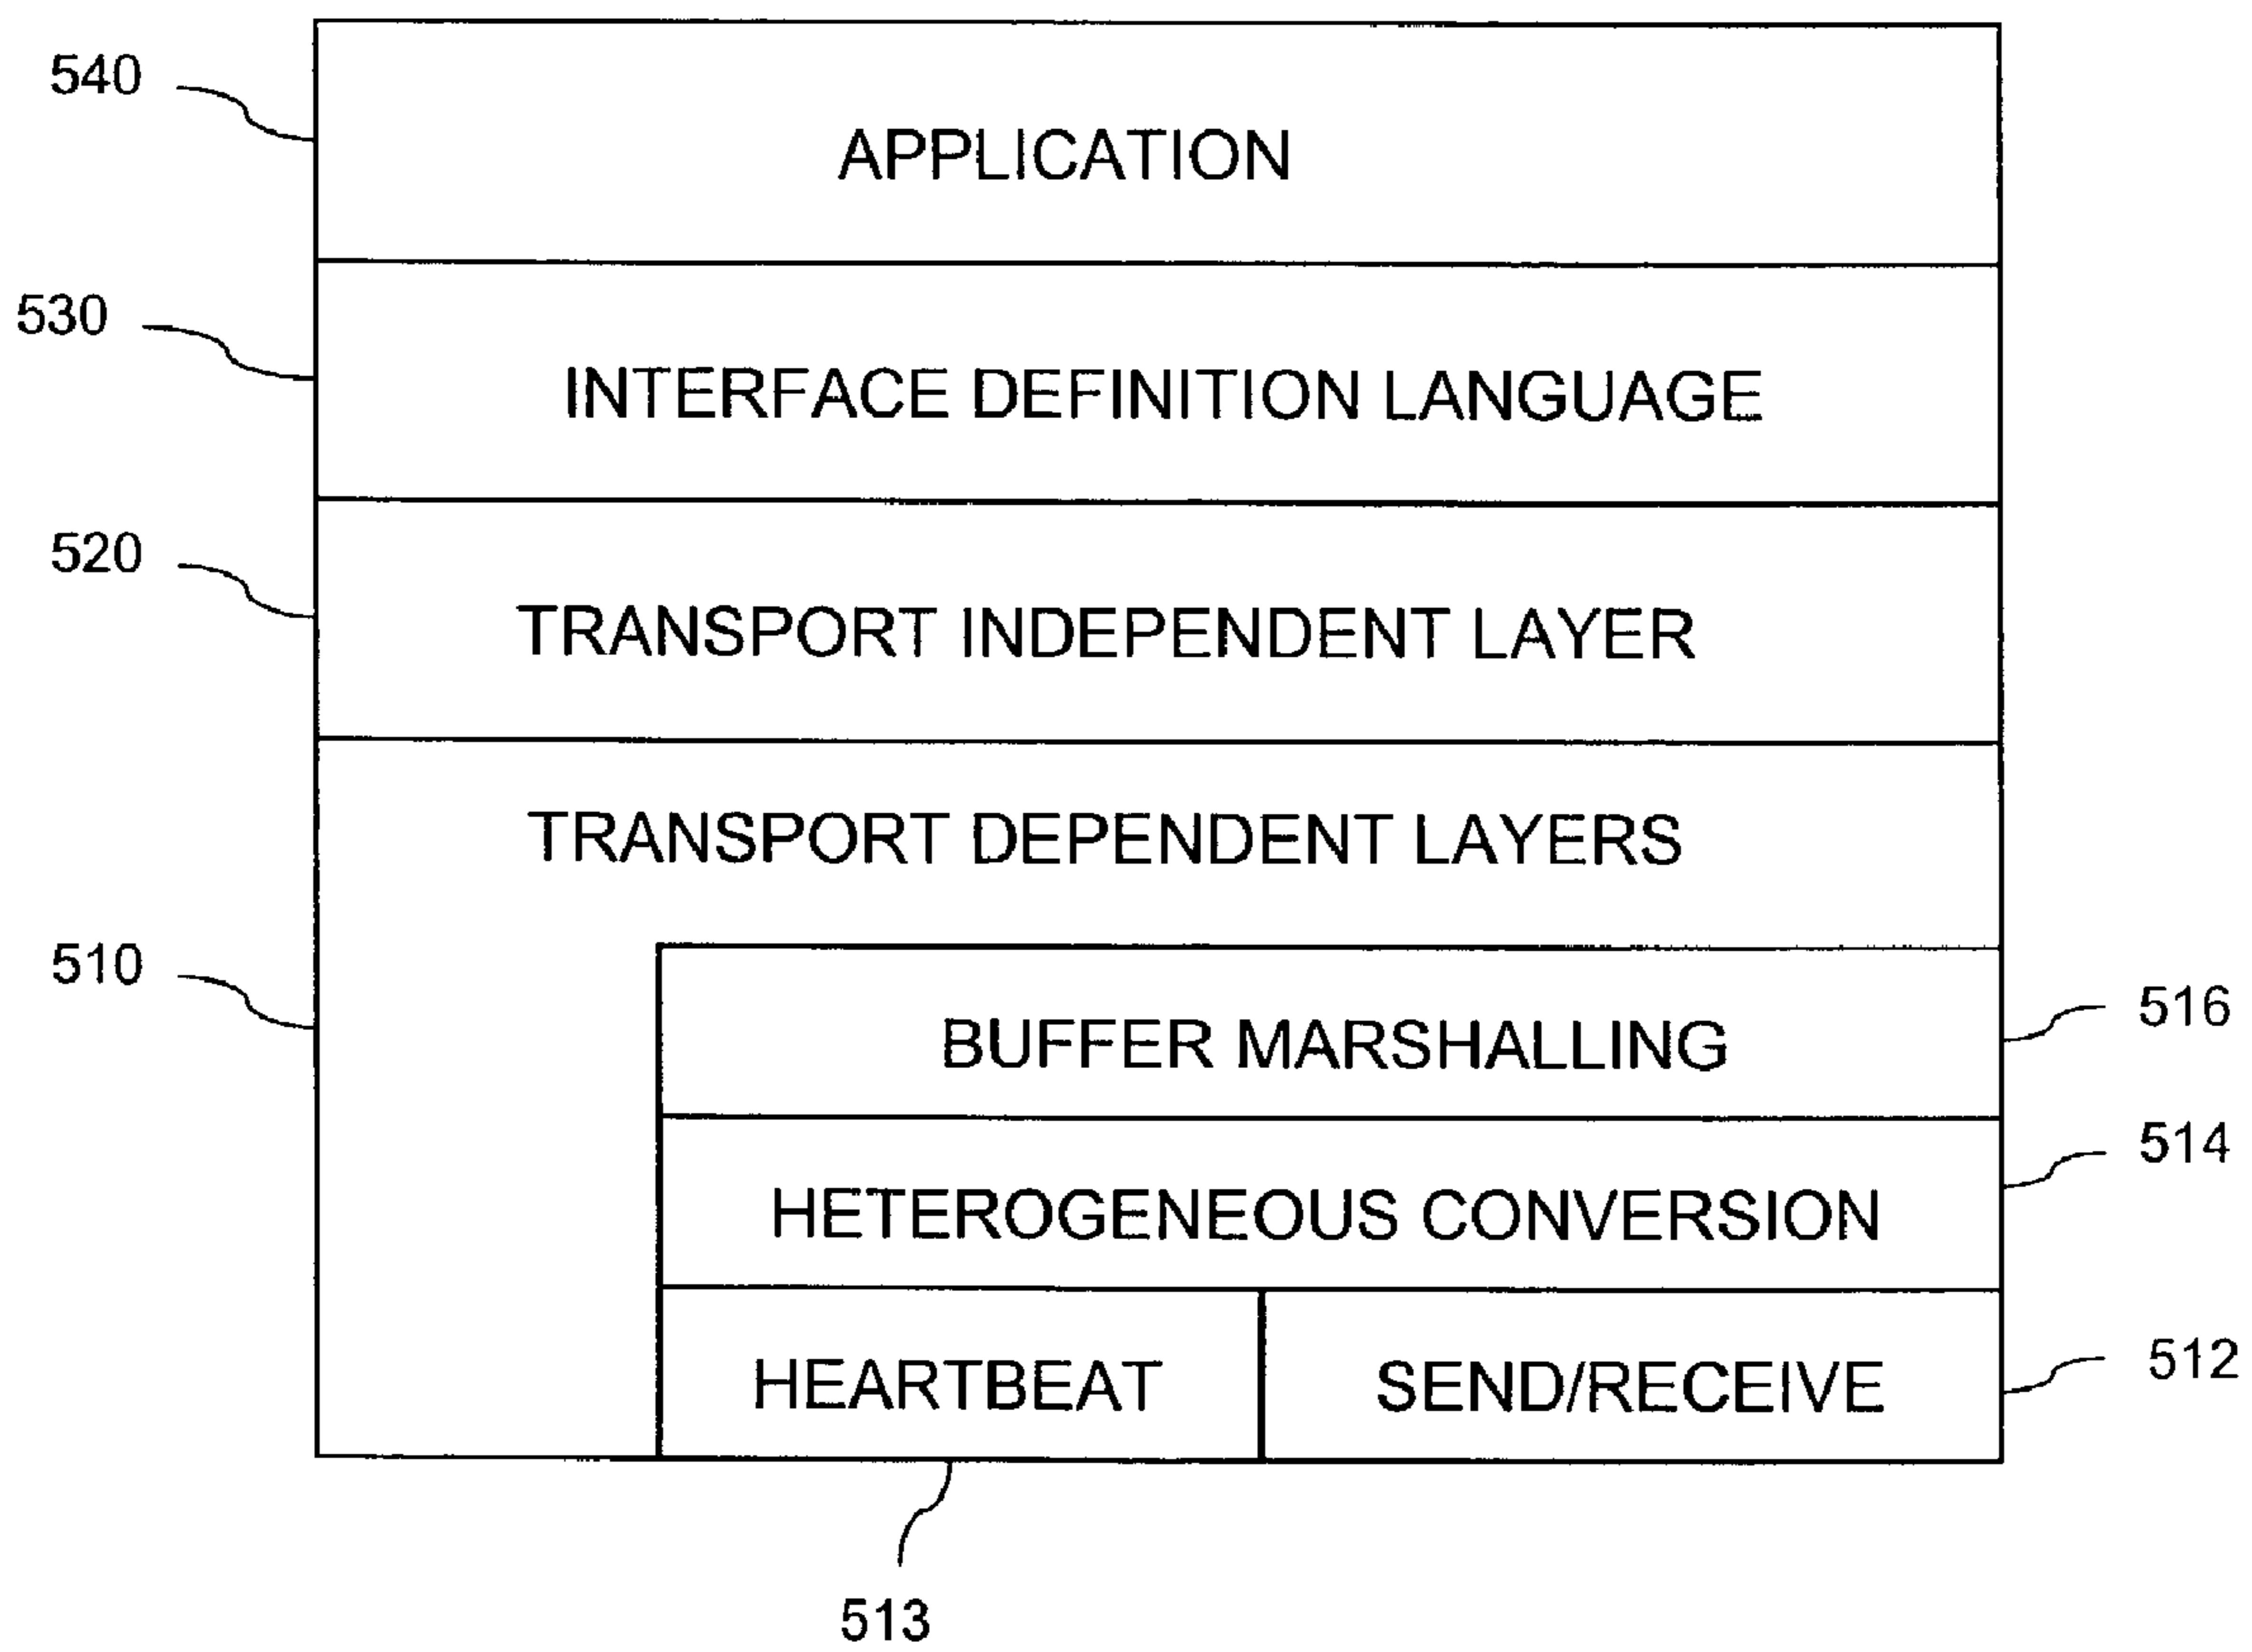 540
APPLICATION
530
INTERFACE DEFINITION LANGUAGE
520
TRANSPORT INDEPENDENT LAYER
TRANSPORT DEPENDENT LAYERS
510
BUFFER MARSHALLING
516
HETEROGENEOUS CONVERSION
514
HEARTBEAT
SEND/RECEIVE
512
513